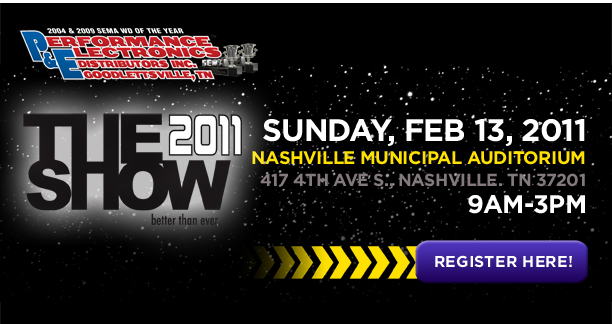 2004 & 2009 SEMA WD OF THE YEAR
PERFORMANCE
& ELECTRONICS
DISTRIBUTORS INC.
GOODLETTSVILLE, TN
THE 2011
SHOW
better than ever
SUNDAY, FEB 13, 2011
NASHVILLE MUNICIPAL AUDITORIUM
417 4TH AVE S., NASHVILLE, TN 37201
9AM-3PM
REGISTER HERE!